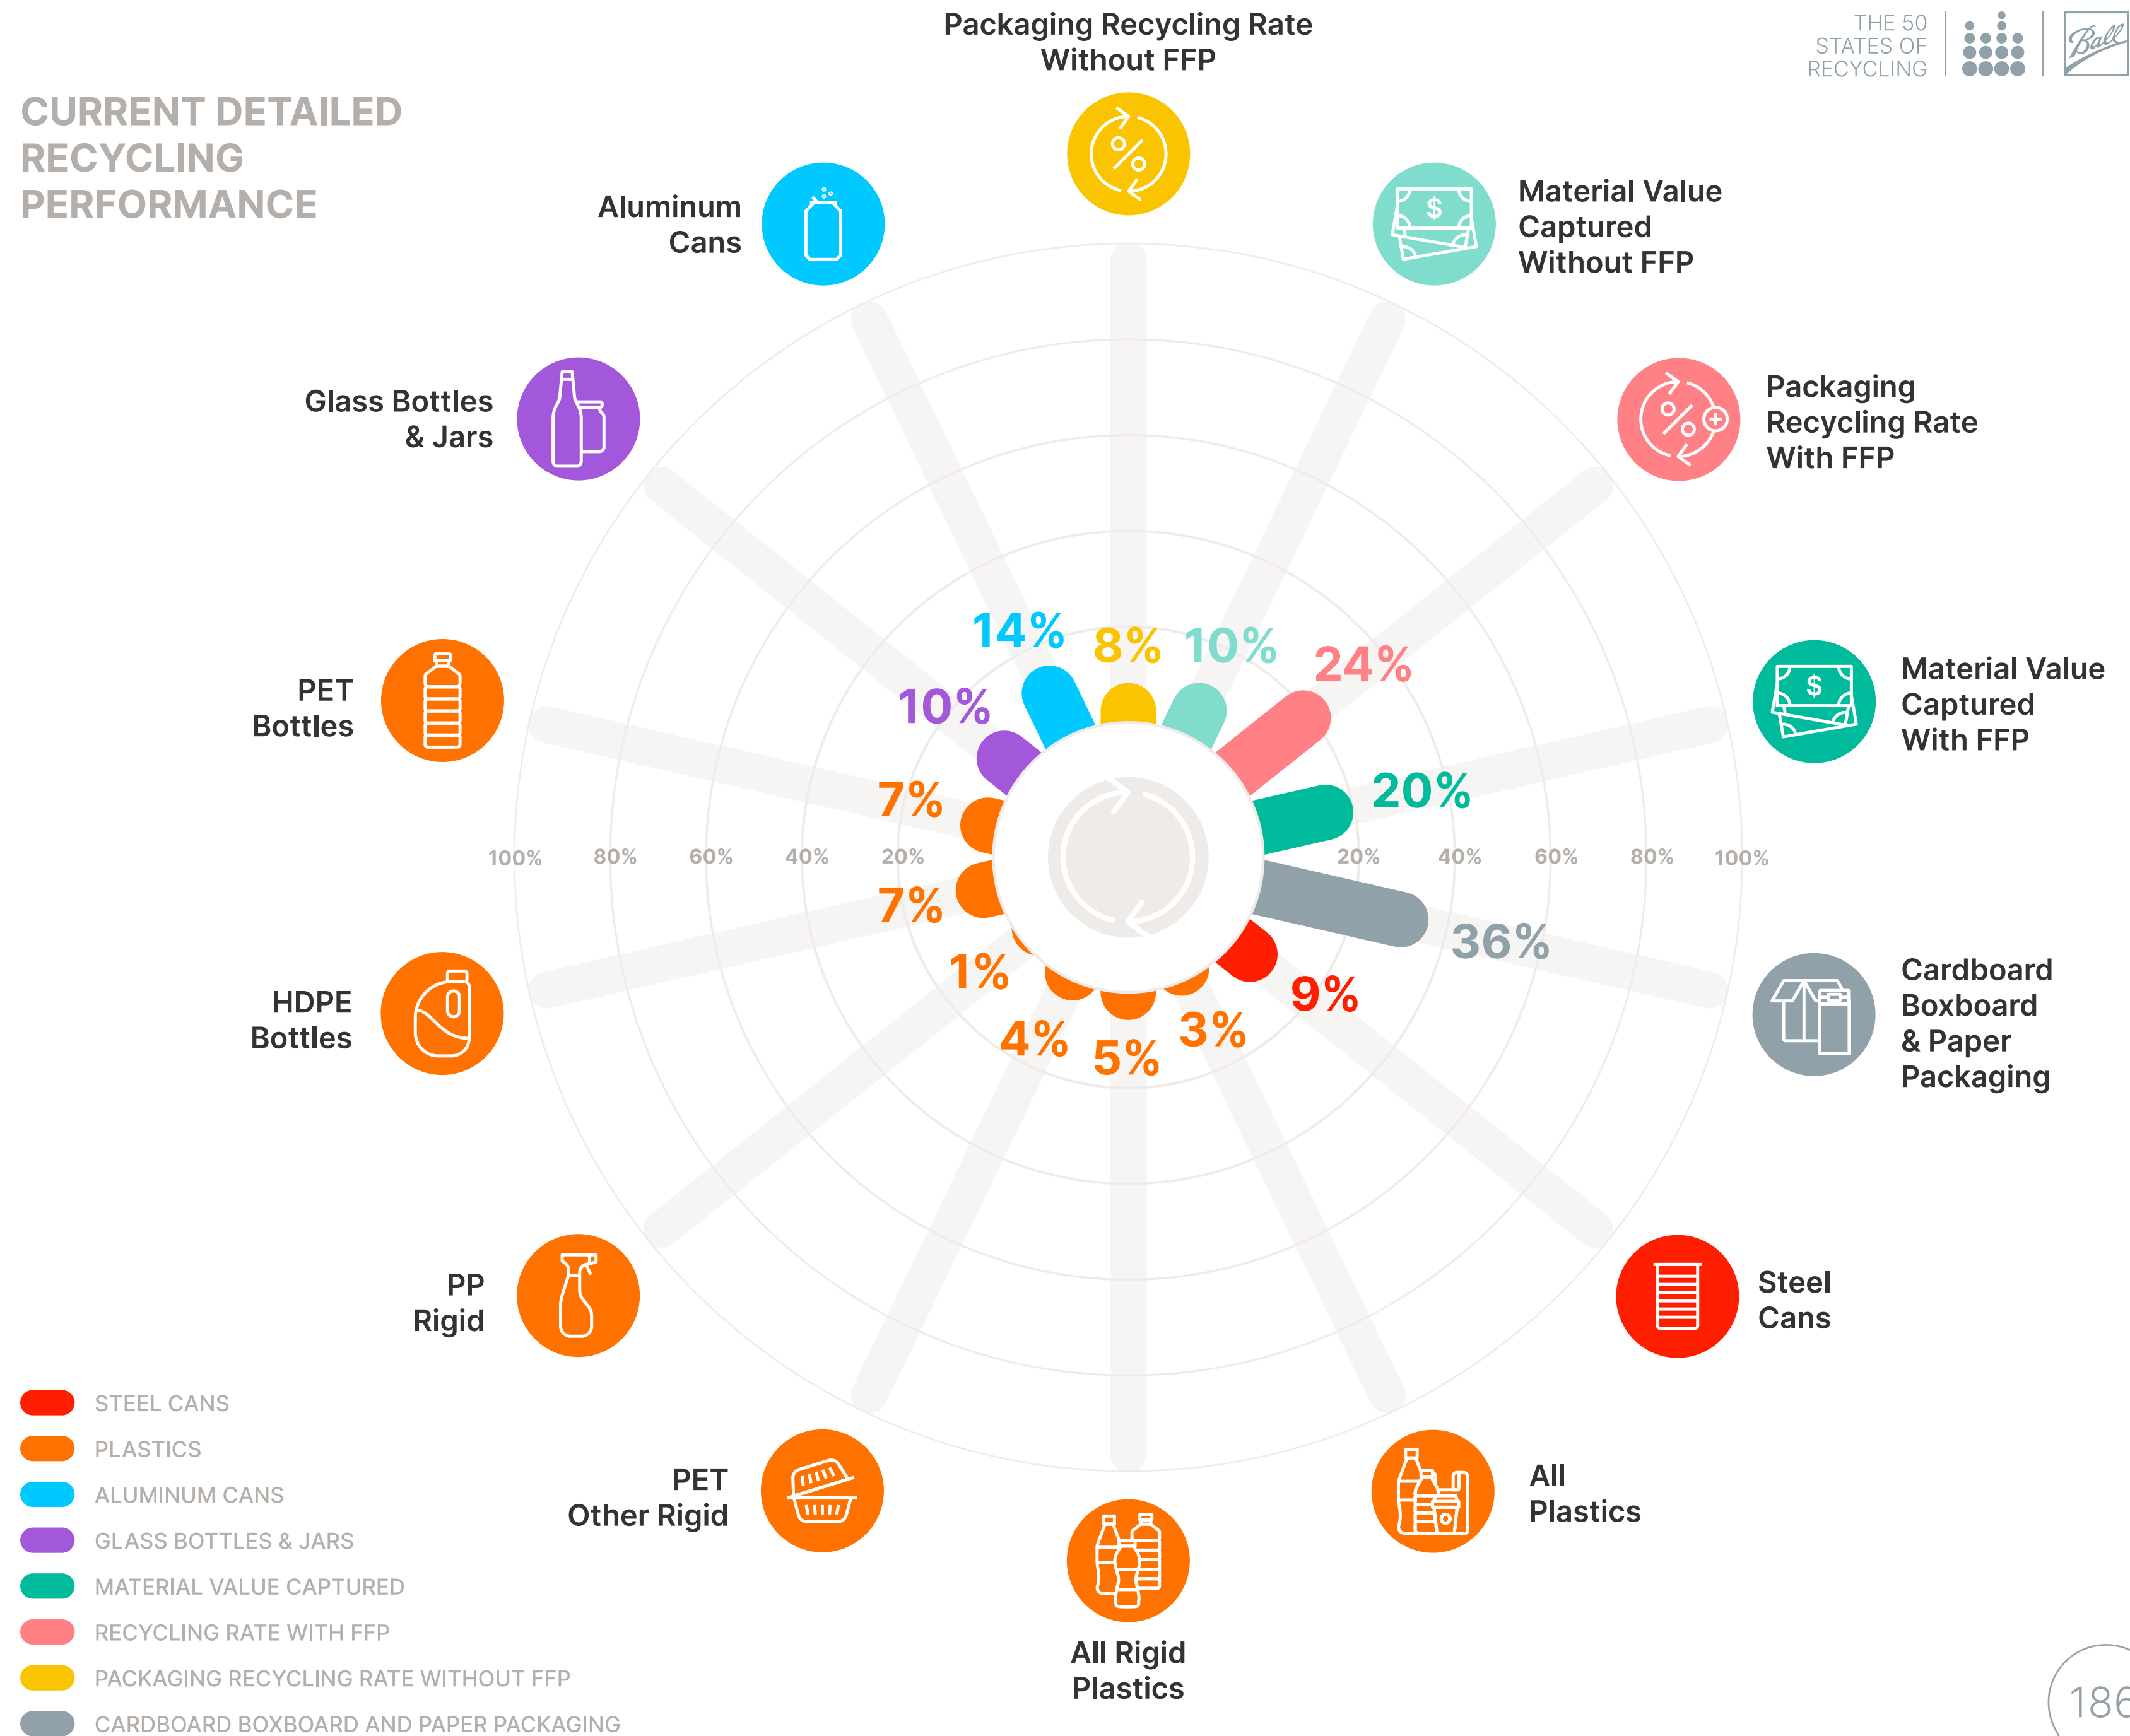 Packaging Recycling Rate
Without FFP
THE 50
STATES OF
RECYCLING
Ball
CURRENT DETAILED
RECYCLING
PERFORMANCE
Aluminum
Cans
$
Material Value
Captured
Without FFP
Glass Bottles
& Jars
Packaging
Recycling Rate
With FFP
PET
Bottles
$
Material Value
Captured
With FFP
14%
8%
10%
24%
10%
7%
20%
100%
80%
60%
40%
20%
20%
40%
60%
80%
100%
7%
36%
1%
9%
4%
5%
3%
HDPE
Bottles
Cardboard
Boxboard
& Paper
Packaging
PP
Rigid
Steel
Cans
PET
Other Rigid
All
Plastics
All Rigid
Plastics
STEEL CANS
PLASTICS
ALUMINUM CANS
GLASS BOTTLES & JARS
MATERIAL VALUE CAPTURED
RECYCLING RATE WITH FFP
PACKAGING RECYCLING RATE WITHOUT FFP
CARDBOARD BOXBOARD AND PAPER PACKAGING
186